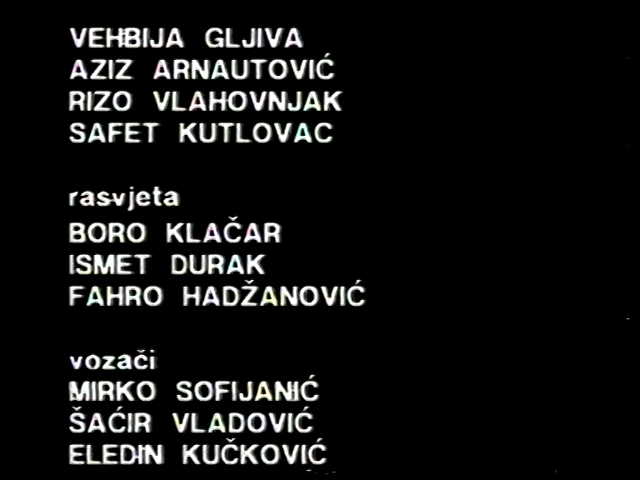 VEHBIJA GLJIVA
AZIZ ARNAUTOVIĆ
RIZO VLAHOVNJAK
SAFET KUTLOVAC
rasvjeta
BORO KLAČAR
ISMET DURAK
FAHRO HADŽANOVIĆ
vozači
MIRKO SOFIJANIĆ
ŠAĆIR VLADOVIĆ
ELEDIN KUČKOVIĆ